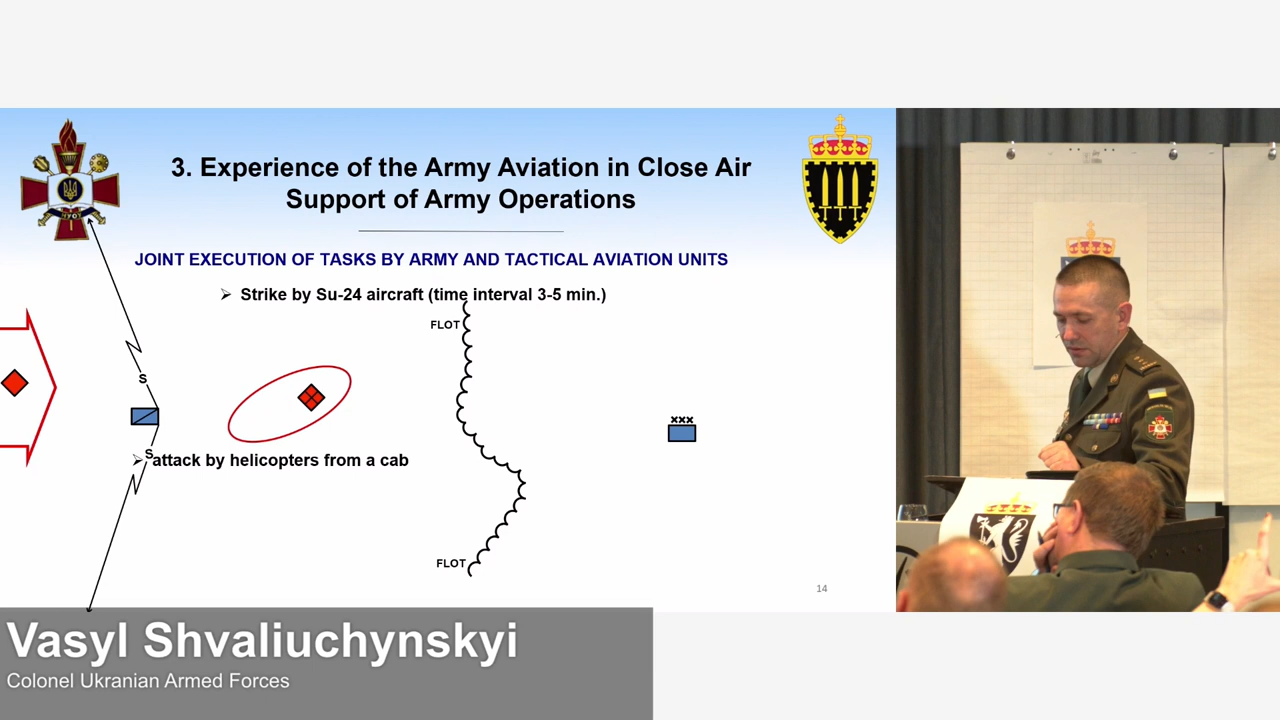 3. Experience of the Army Aviation in Close Air
Support of Army Operations
JOINT EXECUTION OF TASKS BY ARMY AND TACTICAL AVIATION UNITS
Strike by Su-24 aircraft (time interval 3-5 min.)
FLOT
S
xxx
S
attack by helicopters from a cab
FLOT
14
Vasyl Shvaliuchynskyi
Colonel Ukranian Armed Forces